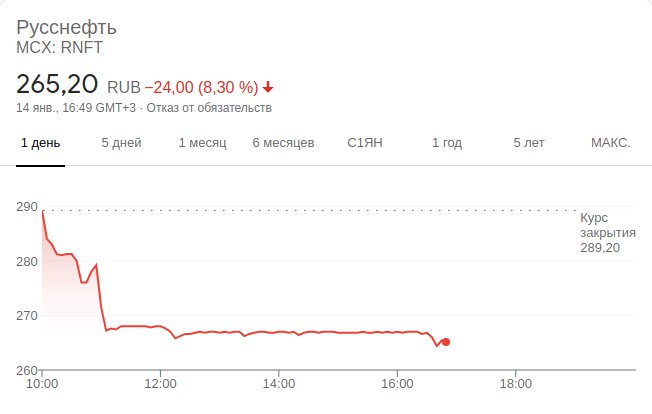 Русснефть
MCX: RNFT
265,20 RUB −24,00 (8,30 %)
14 янв., 16:49 GMT+3 · Отказ от обязательств
1 день 5 дней 1 месяц 6 месяцев С1ЯН 1 год 5 лет МАКС.
290
Курс
закрытия
289,20
280
270
260
10:00 12:00 14:00 16:00 18:00